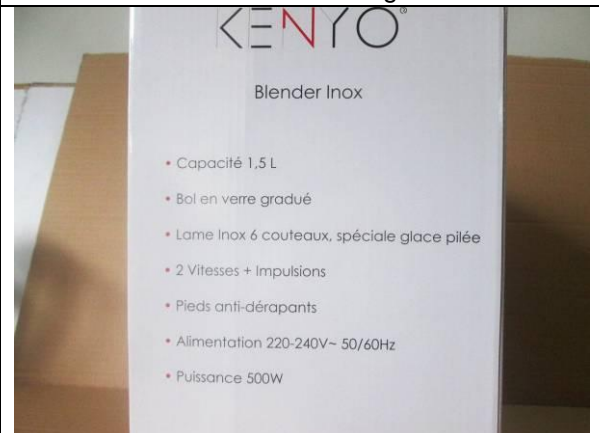 KENYO®
Blender Inox
• Capacité 1,5 L
• Bol en verre gradué
• Lame Inox 6 couteaux, spéciale glace pilée
• 2 Vitesses + Impulsions
• Pieds anti-dérapants
• Alimentation 220-240V~ 50/60Hz
• Puissance 500W